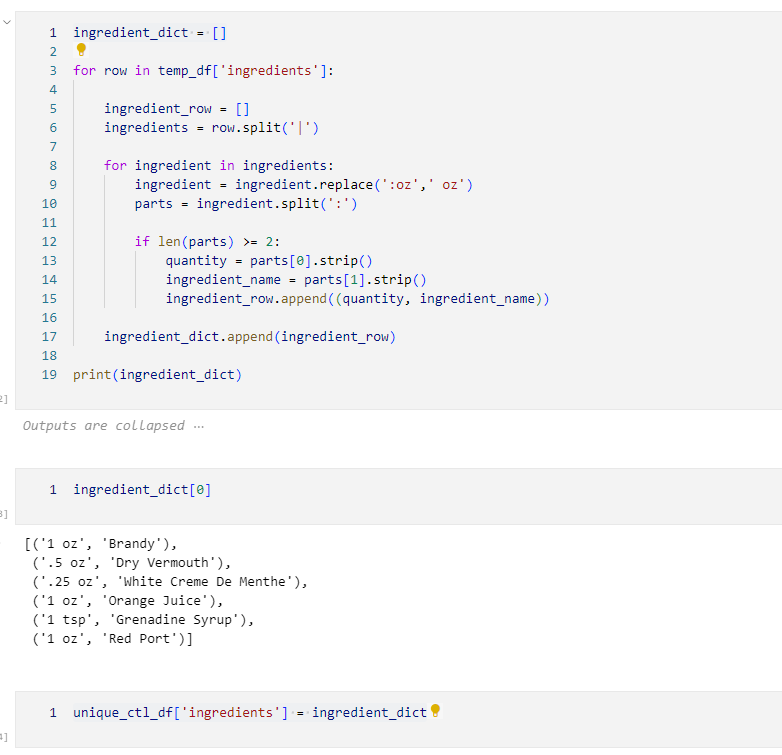 1 ingredient_dict = []
2
3 for row in temp_df['ingredients']:
4
5 ingredient_row = []
6 ingredients = row.split('|')
7
8 for ingredient in ingredients:
9 ingredient = ingredient.replace(':oz',' oz')
10 parts = ingredient.split(':')
11
12 if len(parts) >= 2:
13 quantity = parts[0].strip()
14 ingredient_name = parts[1].strip()
15 ingredient_row.append((quantity, ingredient_name))
16
17 ingredient_dict.append(ingredient_row)
18
19 print(ingredient_dict)
2]
Outputs are collapsed ...
1 ingredient_dict[0]
3]
[('1 oz', 'Brandy'),
('.5 oz', 'Dry Vermouth'),
('.25 oz', 'White Creme De Menthe'),
('1 oz', 'Orange Juice'),
('1 tsp', 'Grenadine Syrup'),
('1 oz', 'Red Port')]
1 unique_ctl_df['ingredients'] = ingredient_dict
4]